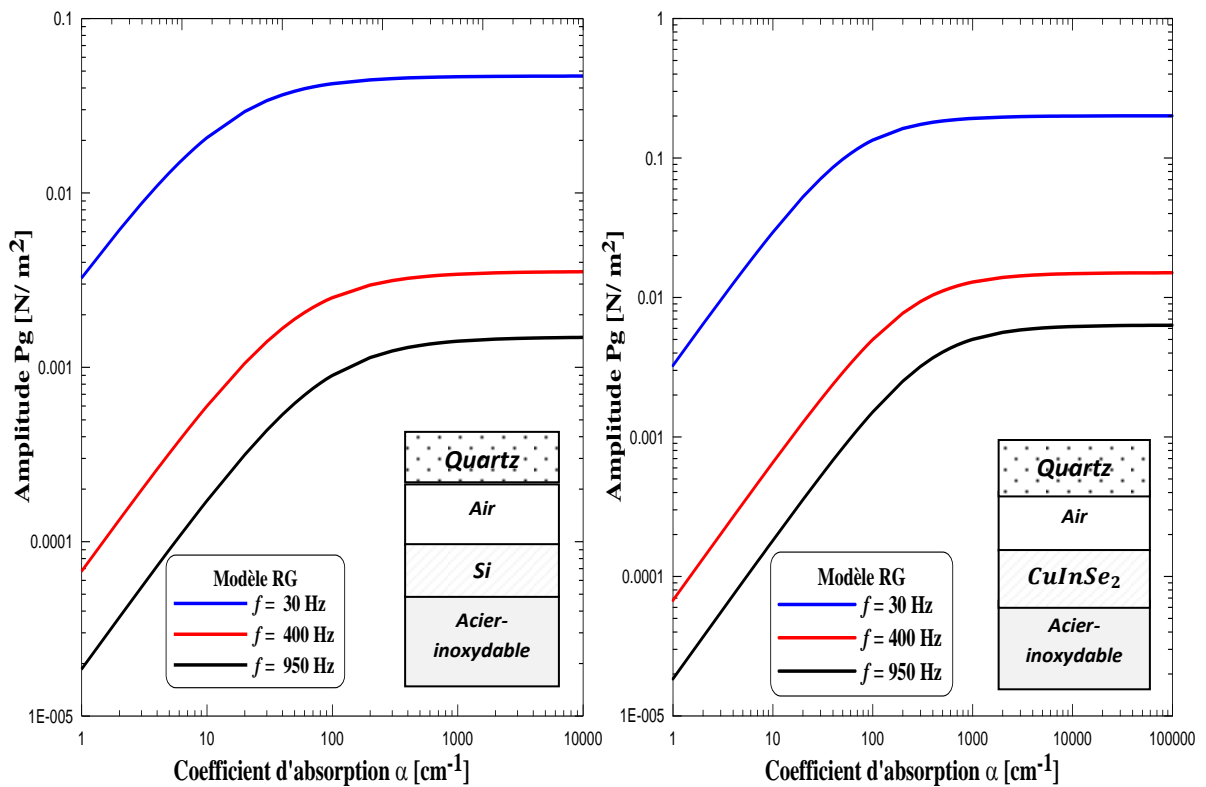 0.1
0.01
0.001
0.0001
1E-005
Amplitude Pg [N/ m²]
1 10 100 1000 10000
Coefficient d'absorption α [cm⁻¹]
Modèle RG
f = 30 Hz
f = 400 Hz
f = 950 Hz
Quartz
Air
Si
Acier-
inoxydable
1
0.1
0.01
0.001
0.0001
1E-005
Amplitude Pg [N/ m²]
1 10 100 1000 10000 100000
Coefficient d'absorption α [cm⁻¹]
Modèle RG
f = 30 Hz
f = 400 Hz
f = 950 Hz
Quartz
Air
CuInSe₂
Acier-
inoxydable